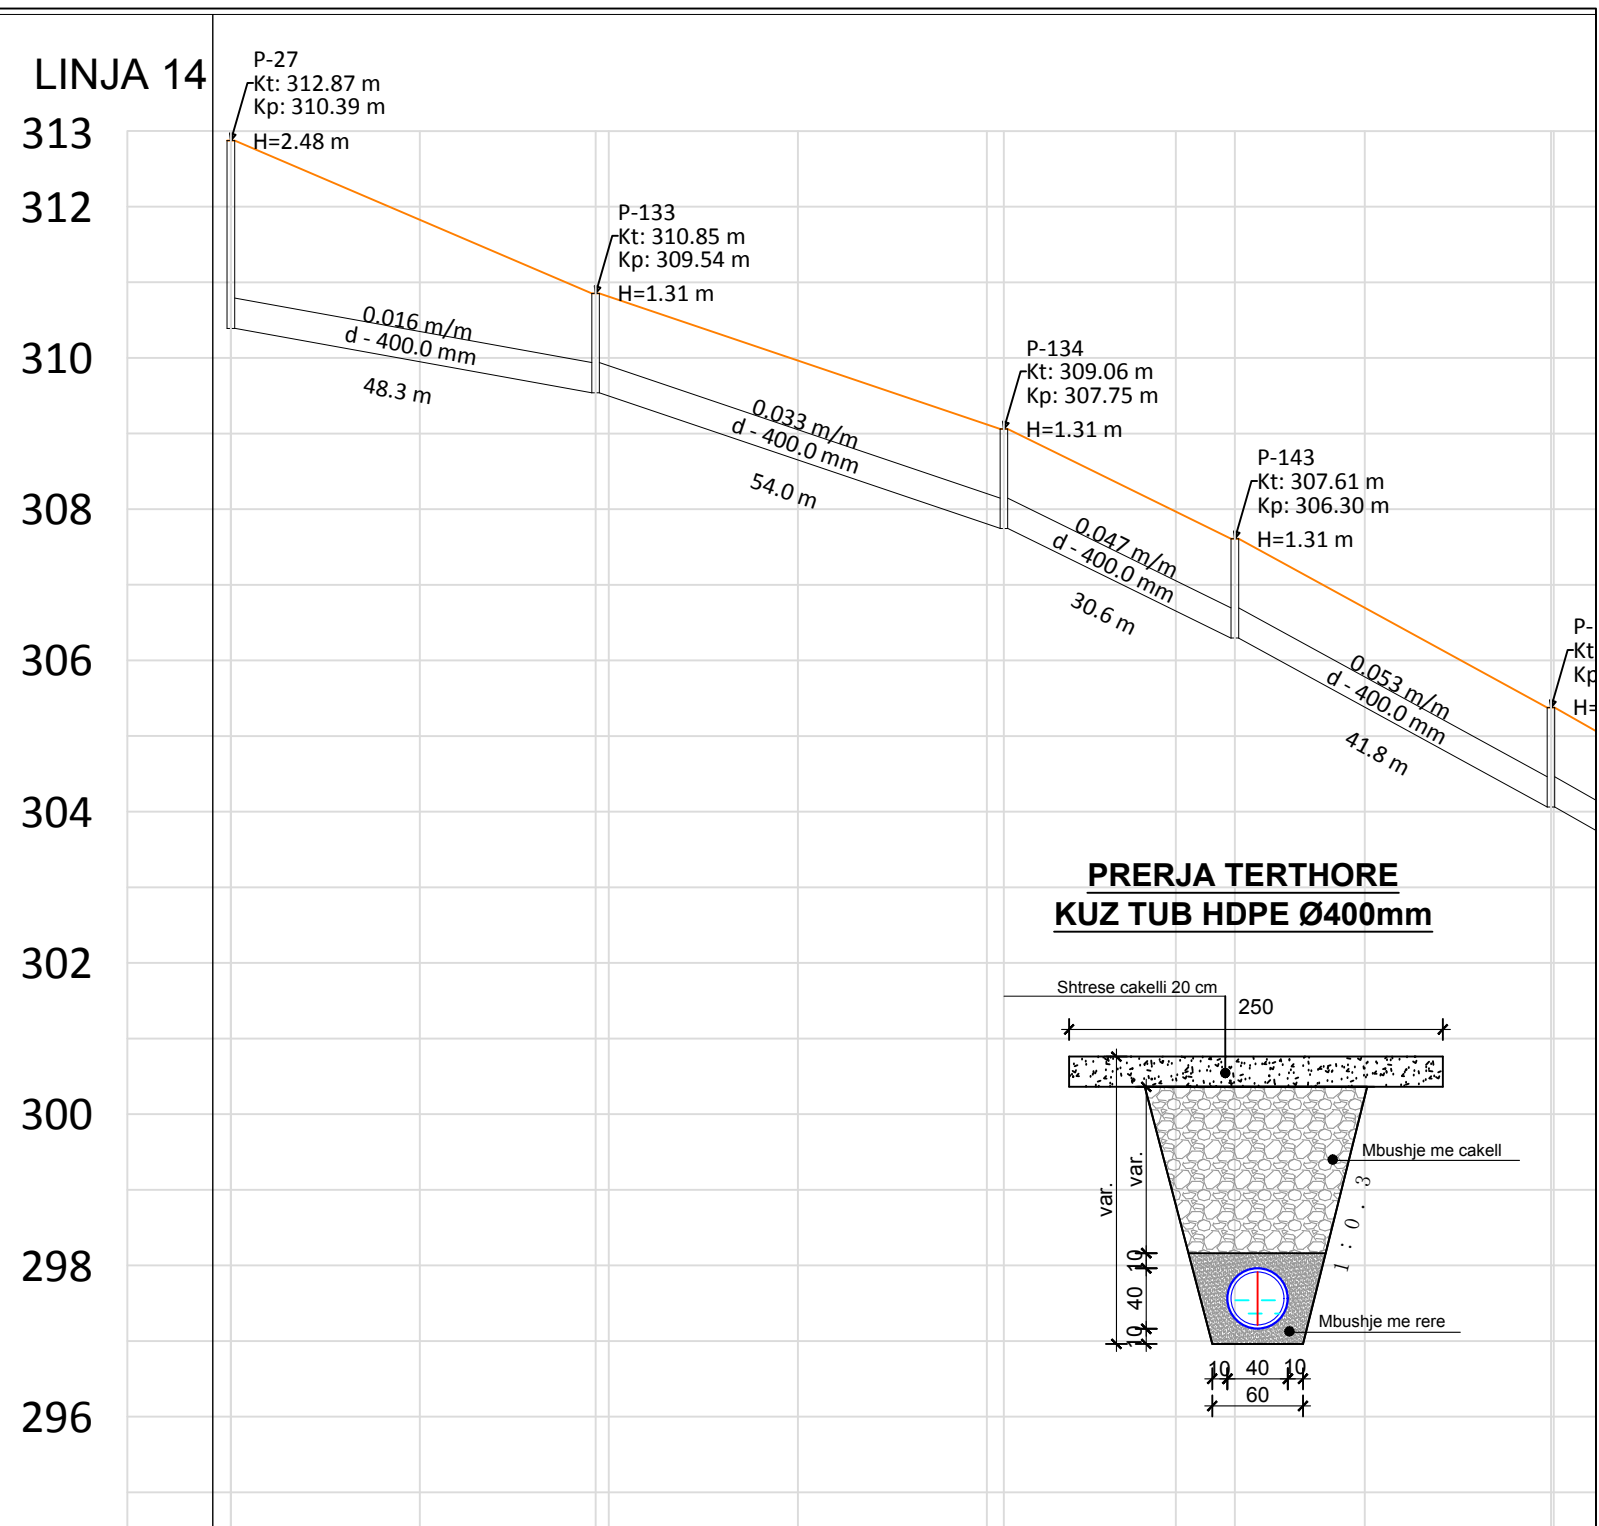 LINJA 14
P-27
Kt: 312.87 m
Kp: 310.39 m
H=2.48 m
313
312
310
308
306
304
302
300
298
296
P-133
Kt: 310.85 m
Kp: 309.54 m
H=1.31 m
P-134
Kt: 309.06 m
Kp: 307.75 m
H=1.31 m
P-143
Kt: 307.61 m
Kp: 306.30 m
H=1.31 m
P-
Kt
Kp
H=
0.016 m/m
d - 400.0 mm
48.3 m
0.033 m/m
d - 400.0 mm
54.0 m
0.047 m/m
d - 400.0 mm
30.6 m
0.053 m/m
d - 400.0 mm
41.8 m
PRERJA TERTHORE
KUZ TUB HDPE Ø400mm
Shtrese cakelli 20 cm
250
Mbushje me cakell
1:0.3
var.
var.
10
40
10
Mbushje me rere
10 40 10
60